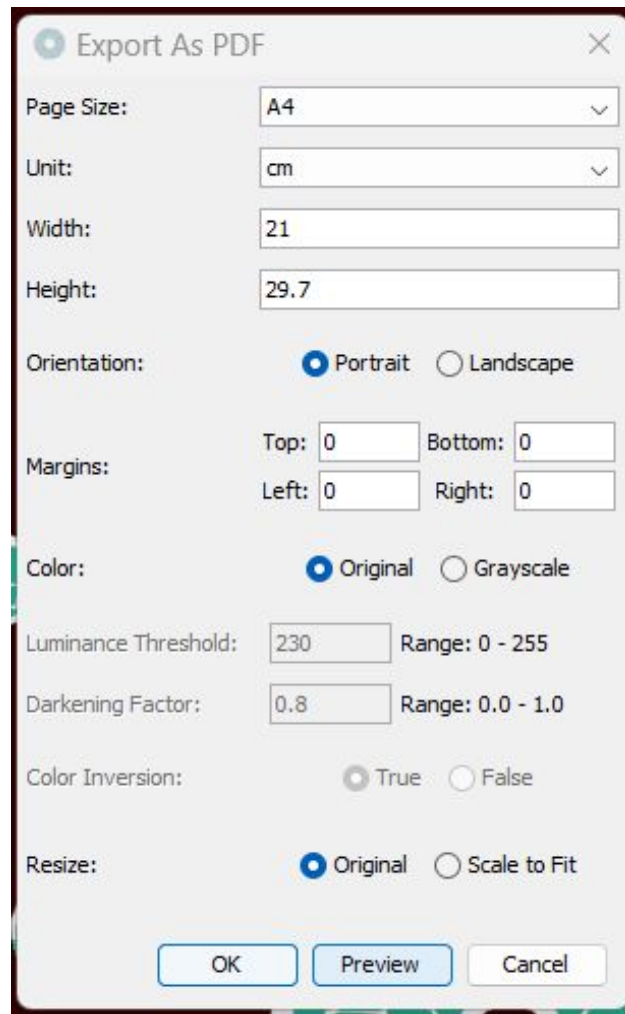 Export As PDF
Page Size: A4
Unit: cm
Width: 21
Height: 29.7
Orientation: Portrait Landscape
Margins:
Top: 0 Bottom: 0
Left: 0 Right: 0
Color: Original Grayscale
Luminance Threshold: 230 Range: 0 - 255
Darkening Factor: 0.8 Range: 0.0 - 1.0
Color Inversion: True False
Resize: Original Scale to Fit
OK Preview Cancel